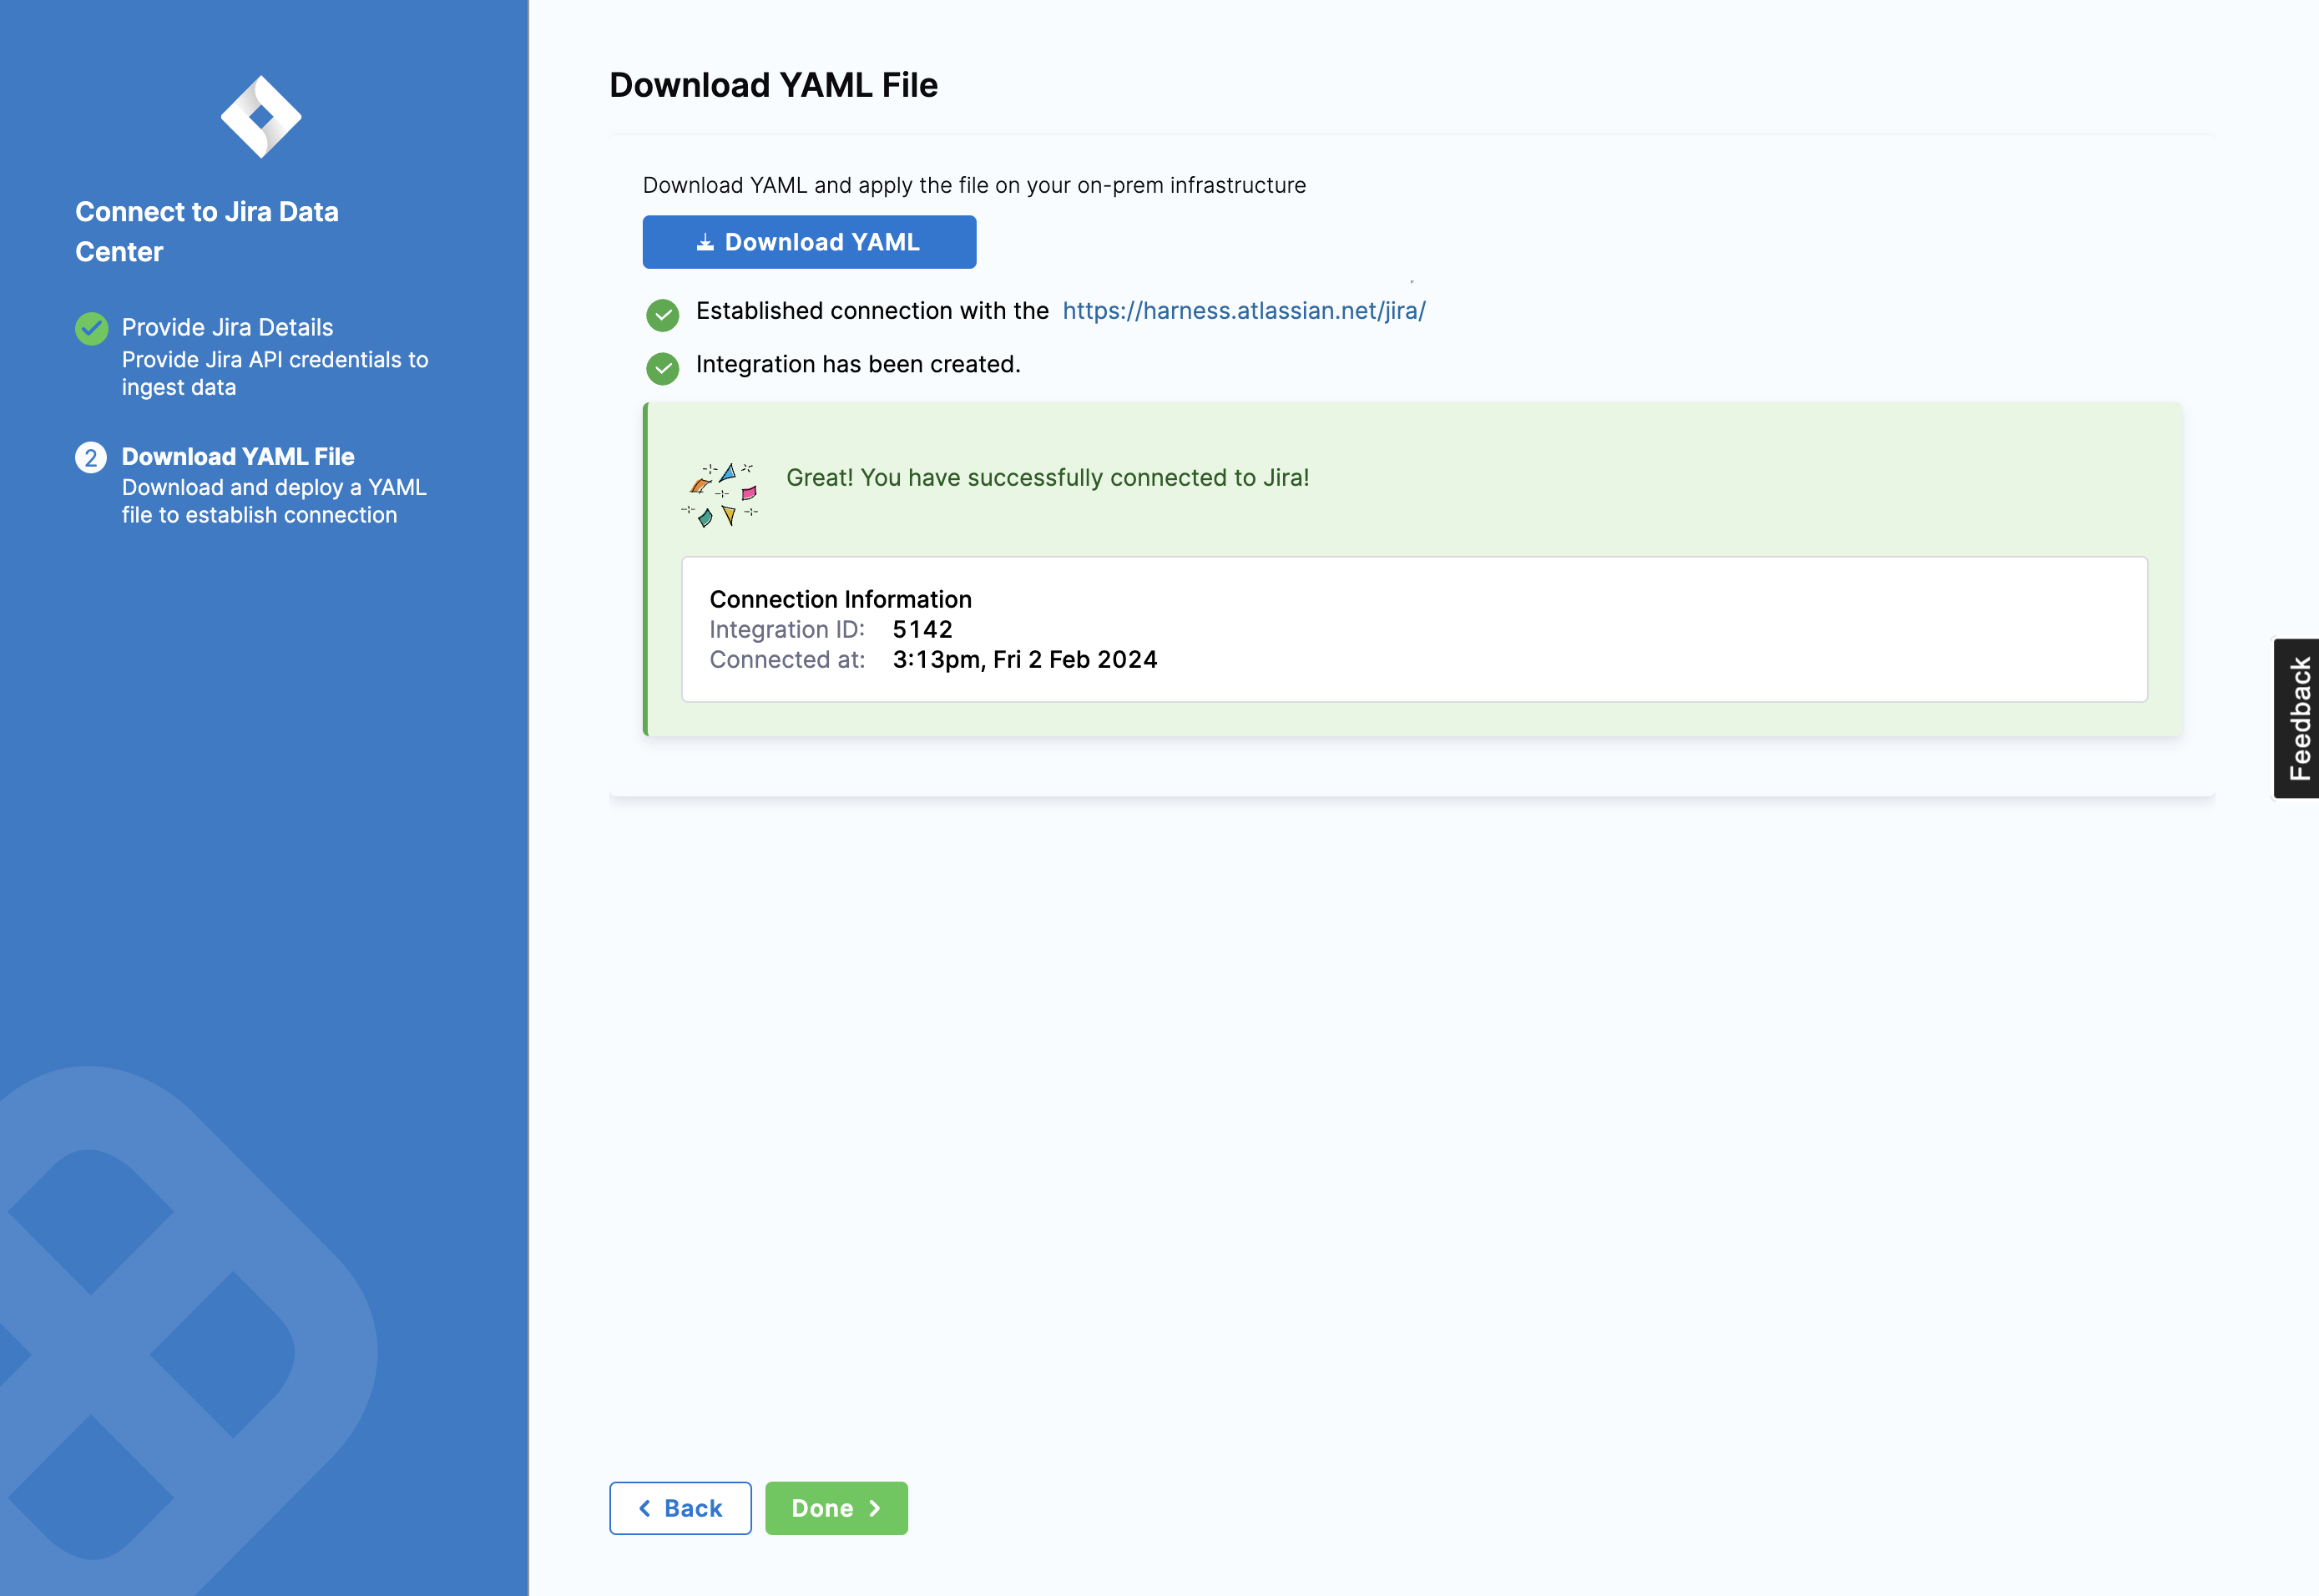 Connect to Jira Data
Center
Provide Jira Details
Provide Jira API credentials to
ingest data
2
Download YAML File
Download and deploy a YAML
file to establish connection
Download YAML File
Download YAML and apply the file on your on-prem infrastructure
Download YAML
Established connection with the https://harness.atlassian.net/jira/
Integration has been created.
Great! You have successfully connected to Jira!
Connection Information
Integration ID: 5142
Connected at: 3:13pm, Fri 2 Feb 2024
Feedback
Back
Done